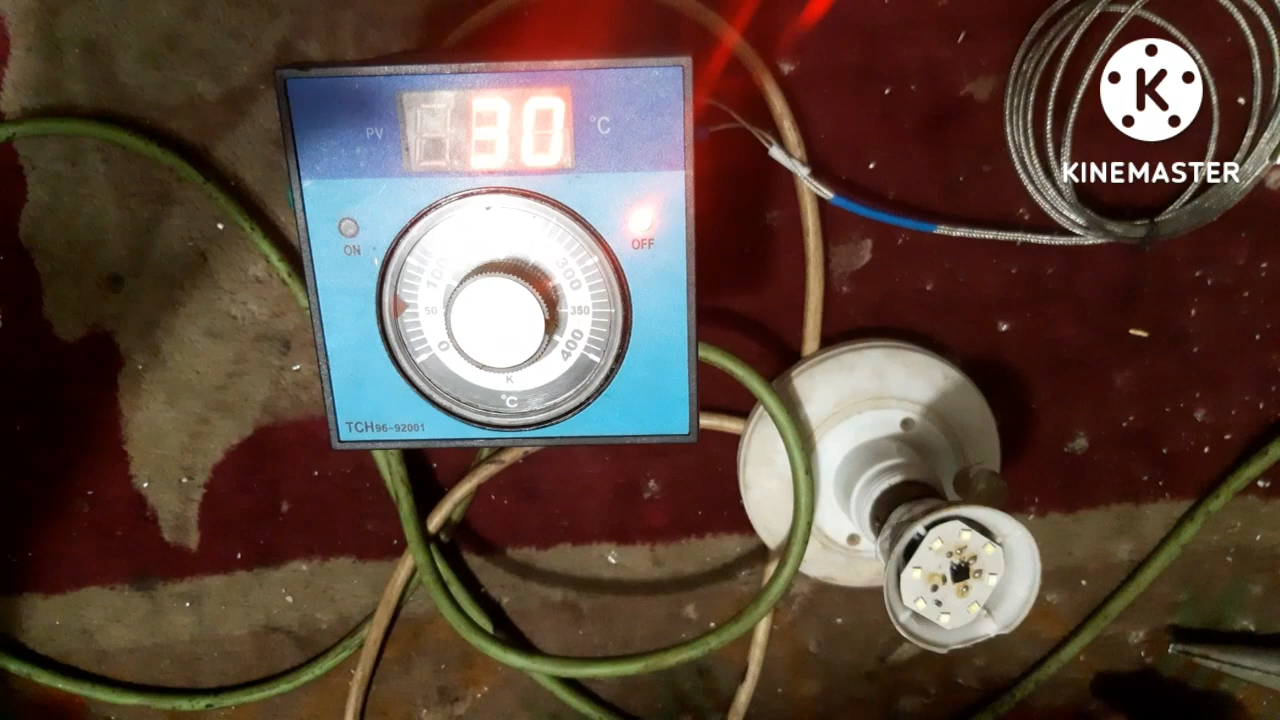 PV 30 °C
K
KINEMASTER
ON
OFF
100
300
50
350
0
400
K
°C
TCH96-92001